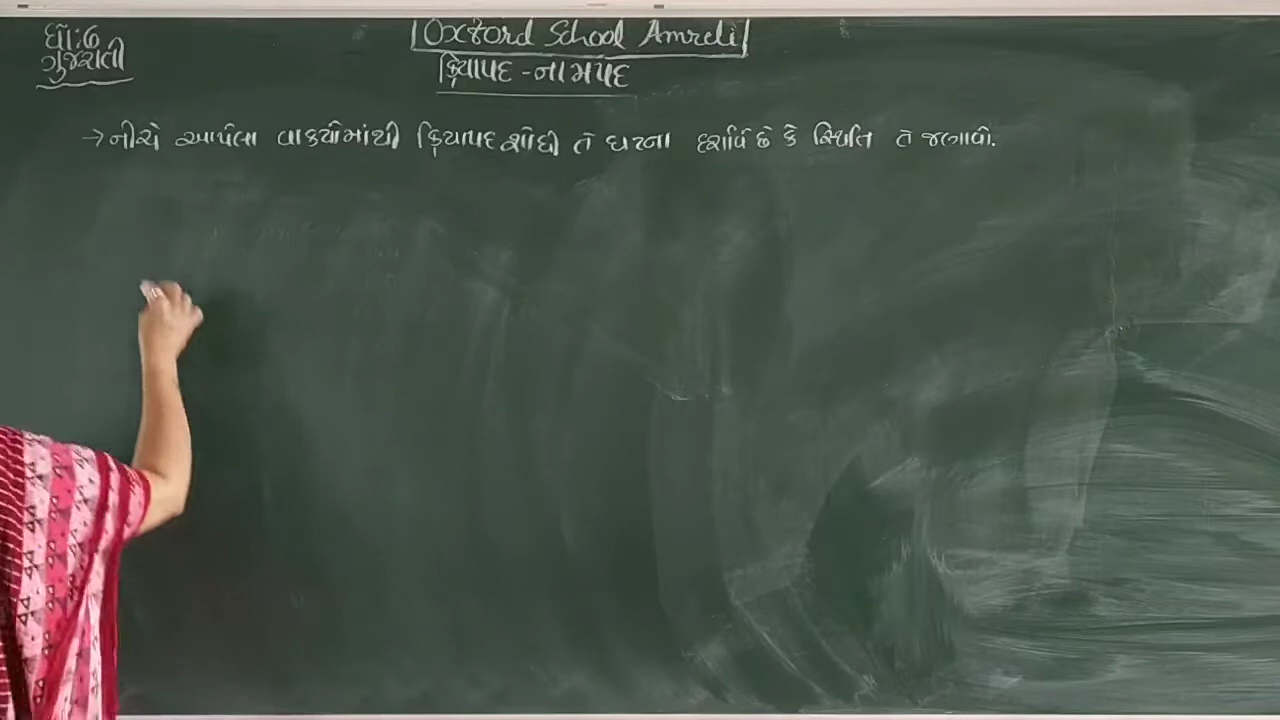 ધો:૭
ગુજરાતી
Oxford School Amreli
ક્રિયાપદ - નામપદ
→ નીચે આપેલા વાક્યોમાંથી ક્રિયાપદ શોધી તે ઘટના દર્શાવે છે કે સ્થિતિ તે જણાવો.